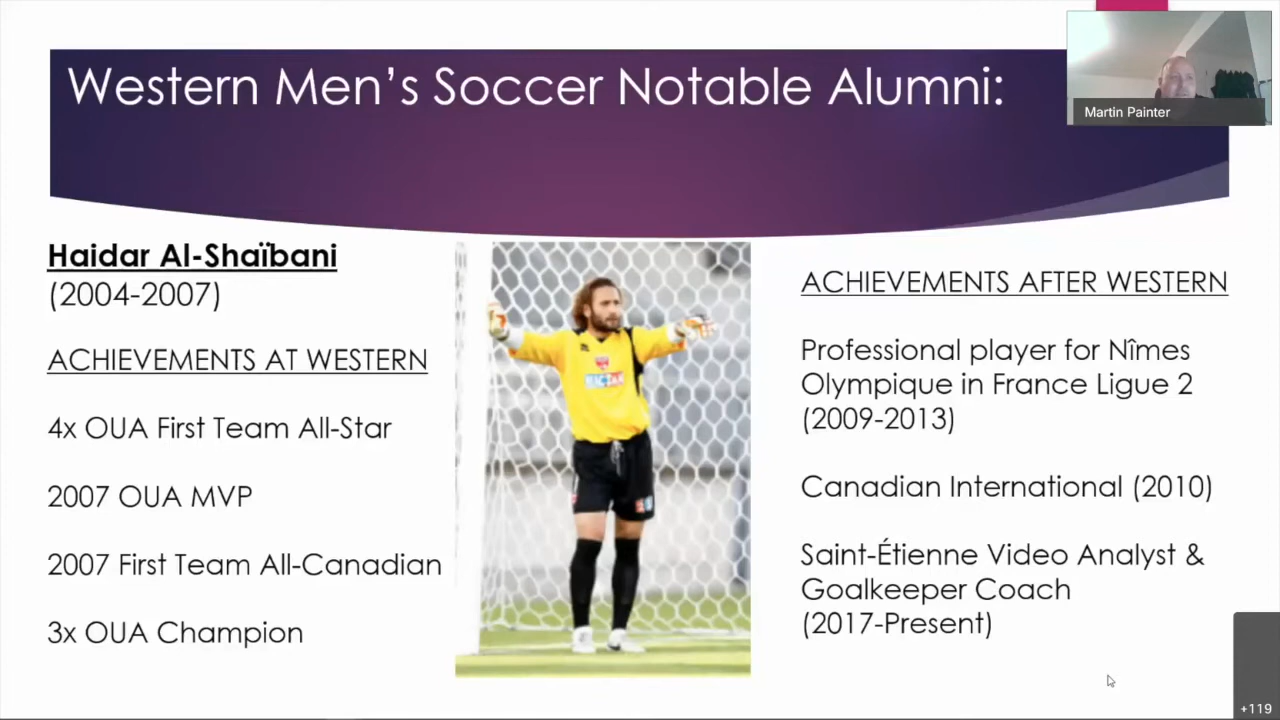 Western Men's Soccer Notable Alumni:
Martin Painter
Haidar Al-Shaïbani
(2004-2007)
ACHIEVEMENTS AT WESTERN
4x OUA First Team All-Star
2007 OUA MVP
2007 First Team All-Canadian
3x OUA Champion
ACHIEVEMENTS AFTER WESTERN
Professional player for Nîmes
Olympique in France Ligue 2
(2009-2013)
Canadian International (2010)
Saint-Étienne Video Analyst &
Goalkeeper Coach
(2017-Present)
+119